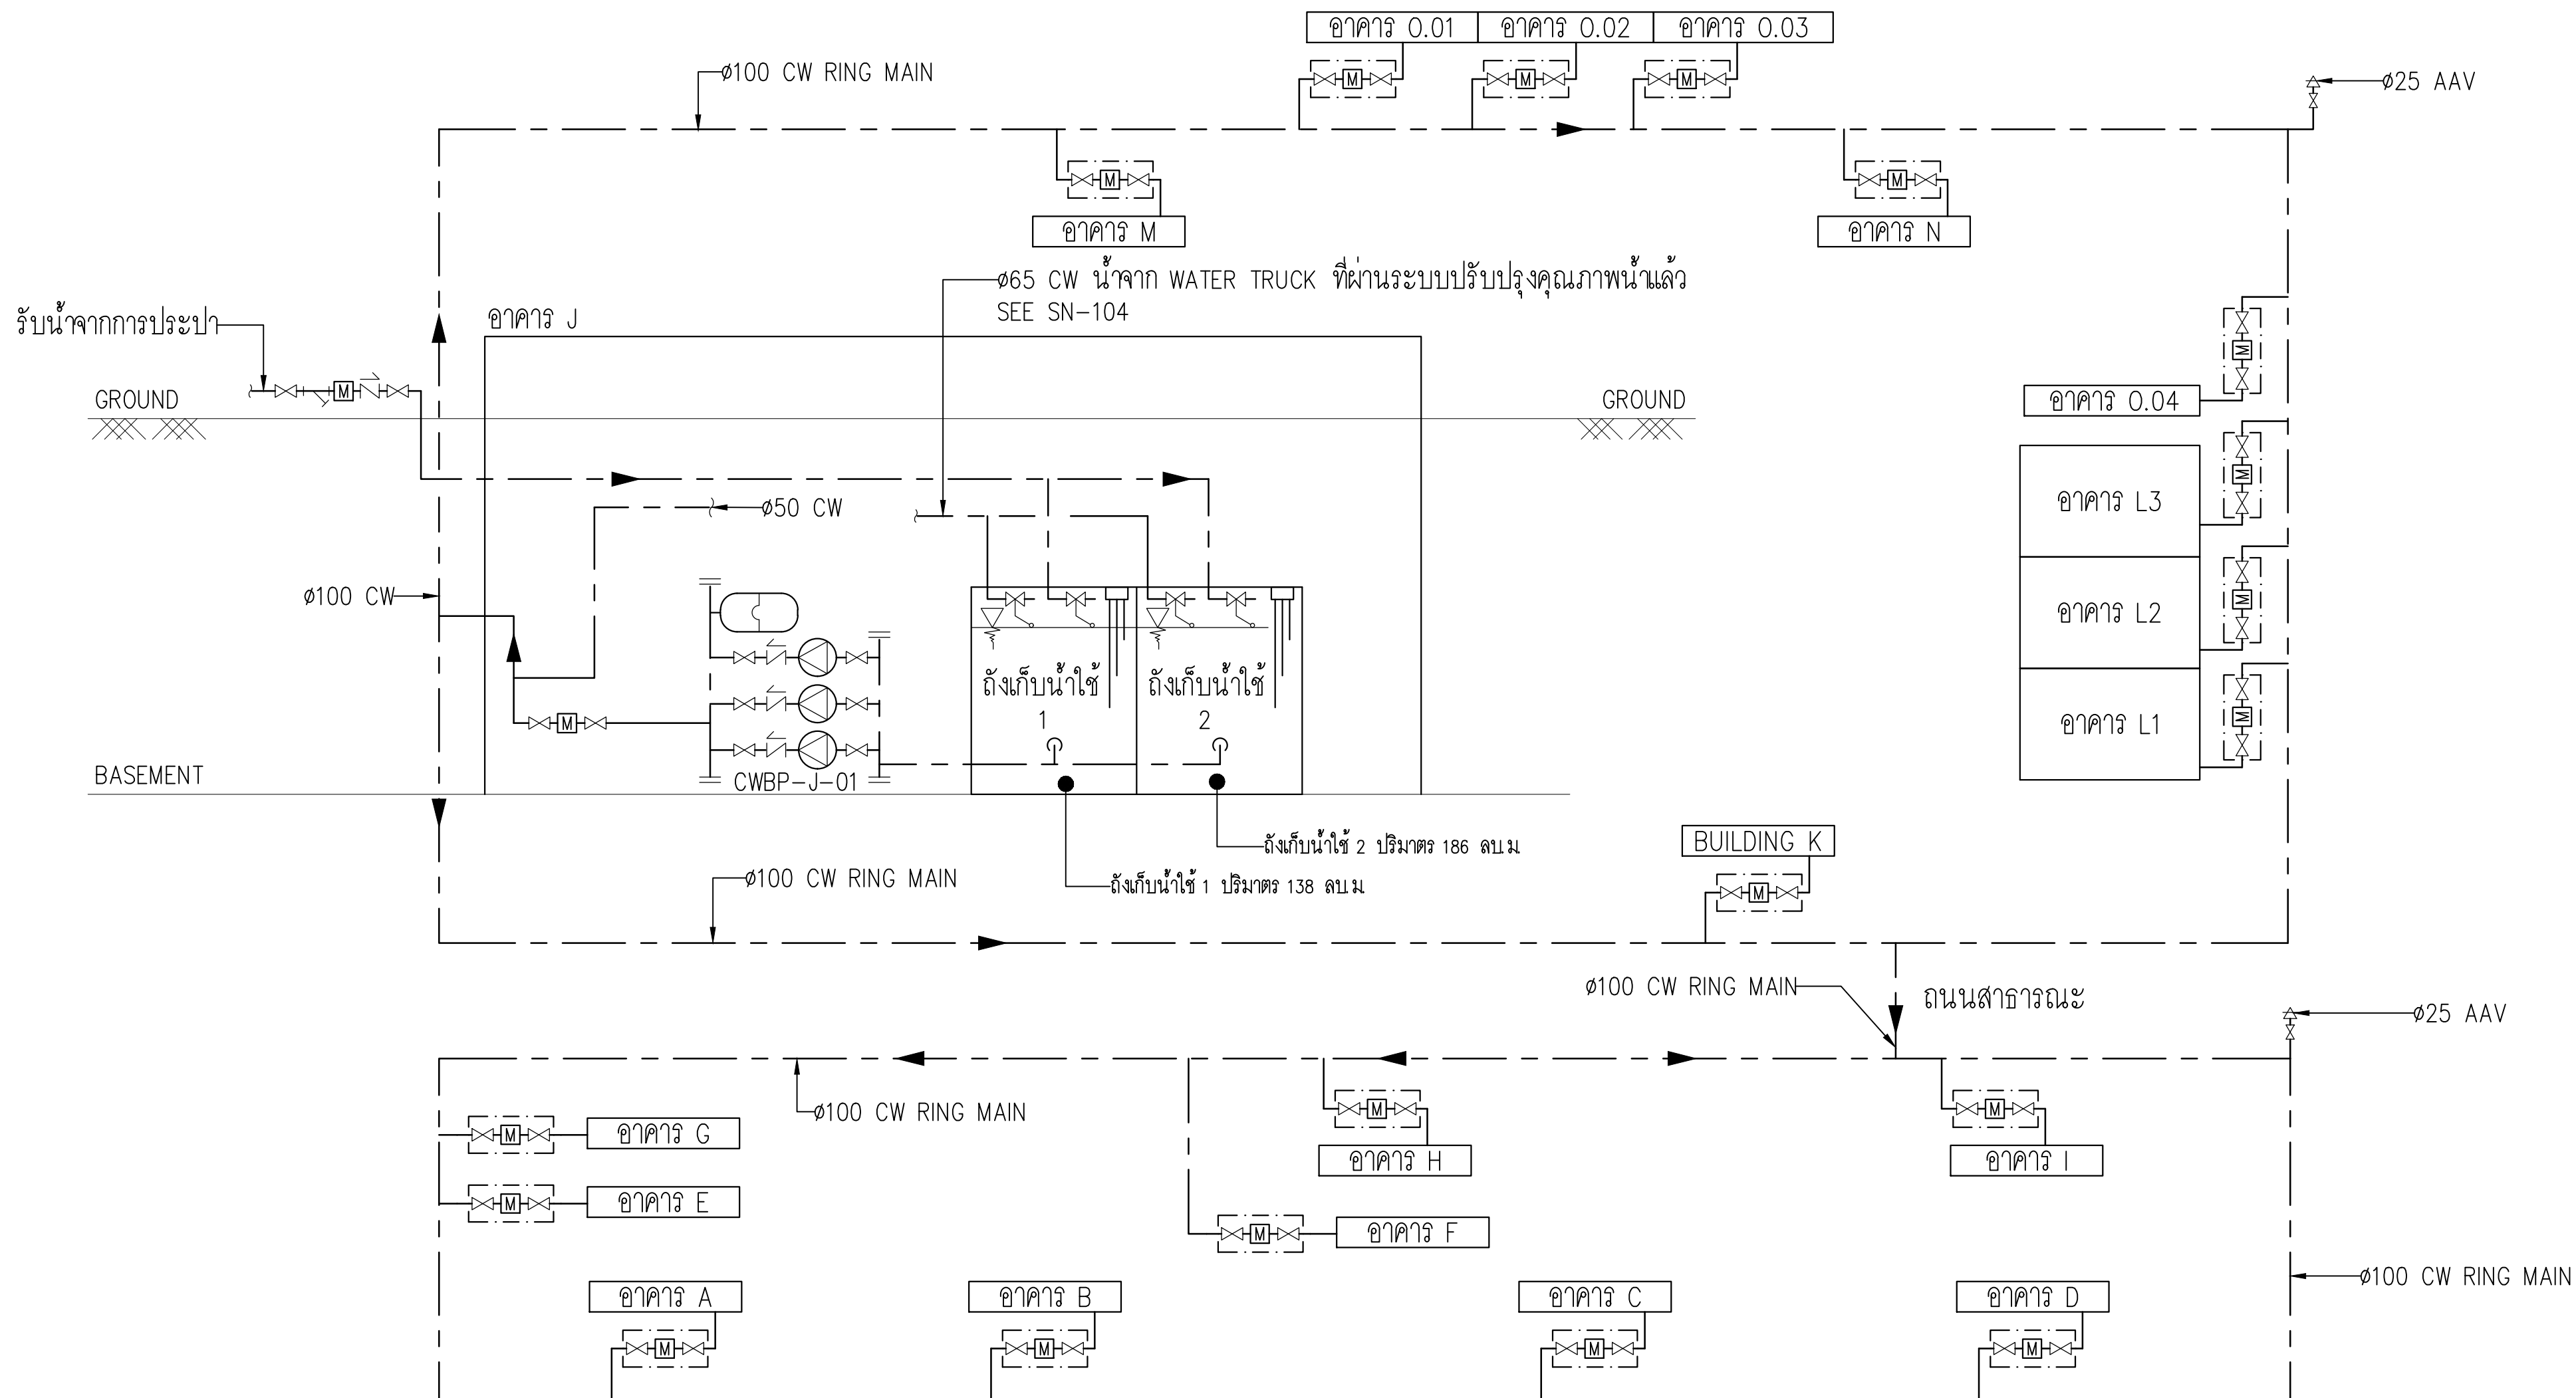 อาคาร 0.01
อาคาร 0.02
อาคาร 0.03
ø100 CW RING MAIN
ø25 AAV
M
M
M
M
M
อาคาร M
อาคาร N
ø65 CW น้ำจาก WATER TRUCK ที่ผ่านระบบปรับปรุงคุณภาพน้ำแล้ว
SEE SN-104
รับน้ำจากการประปา
อาคาร J
M
M
GROUND
GROUND
อาคาร 0.04
M
อาคาร L3
ø50 CW
ø100 CW
M
อาคาร L2
ถังเก็บน้ำใช้
1
ถังเก็บน้ำใช้
2
M
M
อาคาร L1
BASEMENT
CWBP-J-01
ถังเก็บน้ำใช้ 2 ปริมาตร 186 ลบ.ม.
ถังเก็บน้ำใช้ 1 ปริมาตร 138 ลบ.ม.
BUILDING K
M
ø100 CW RING MAIN
ø100 CW RING MAIN
ถนนสาธารณะ
ø25 AAV
ø100 CW RING MAIN
M
M
M
อาคาร G
อาคาร H
อาคาร I
M
อาคาร E
M
อาคาร F
ø100 CW RING MAIN
อาคาร A
อาคาร B
อาคาร C
อาคาร D
M
M
M
M